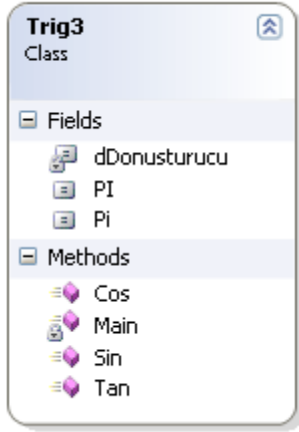 Trig3
Class
Fields
dDonusturucu
PI
Pi
Methods
Cos
Main
Sin
Tan